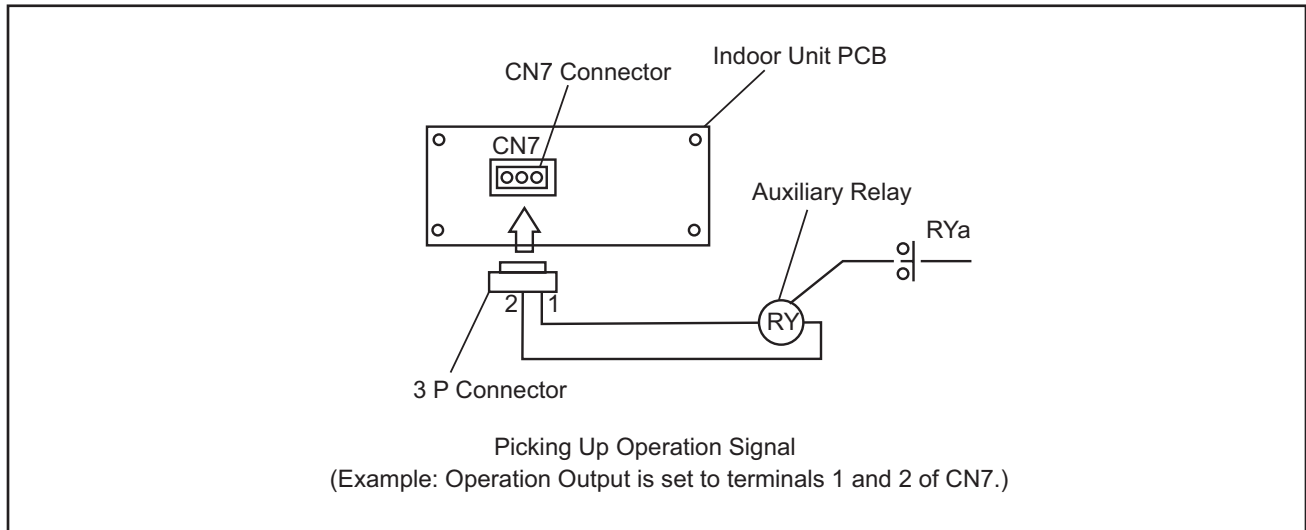 Indoor Unit PCB
CN7 Connector
CN7
Auxiliary Relay
RYa
2 1
RY
3 P Connector
Picking Up Operation Signal
(Example: Operation Output is set to terminals 1 and 2 of CN7.)